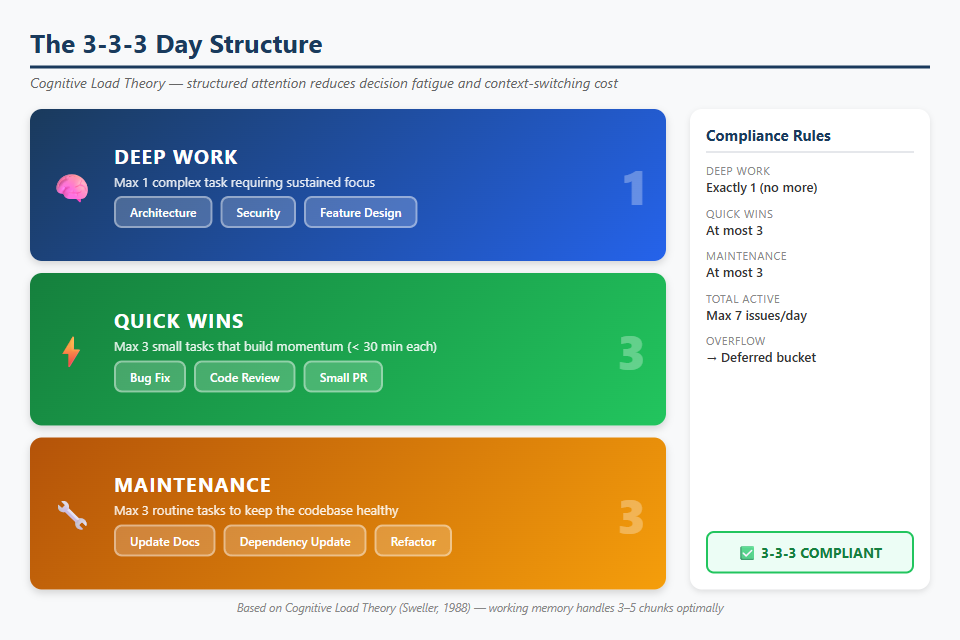 The 3-3-3 Day Structure
Cognitive Load Theory — structured attention reduces decision fatigue and context-switching cost
DEEP WORK
Max 1 complex task requiring sustained focus
Architecture
Security
Feature Design
1
QUICK WINS
Max 3 small tasks that build momentum (< 30 min each)
Bug Fix
Code Review
Small PR
3
MAINTENANCE
Max 3 routine tasks to keep the codebase healthy
Update Docs
Dependency Update
Refactor
3
Compliance Rules
DEEP WORK
Exactly 1 (no more)
QUICK WINS
At most 3
MAINTENANCE
At most 3
TOTAL ACTIVE
Max 7 issues/day
OVERFLOW
→ Deferred bucket
✅ 3-3-3 COMPLIANT
Based on Cognitive Load Theory (Sweller, 1988) — working memory handles 3–5 chunks optimally